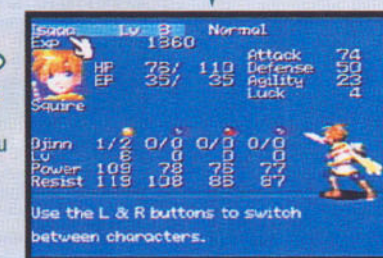 Isaac Lv 8 Normal
Exp 1360
Attack 74
HP 76/ 110 Defense 50
EP 35/ 35 Agility 23
Luck 4
Squire
Djinn 1/2 0/0 0/0 0/0
Lv 6 0 0 0
Power 109 78 76 77
Resist 119 108 86 87
Use the L & R buttons to switch
between characters.